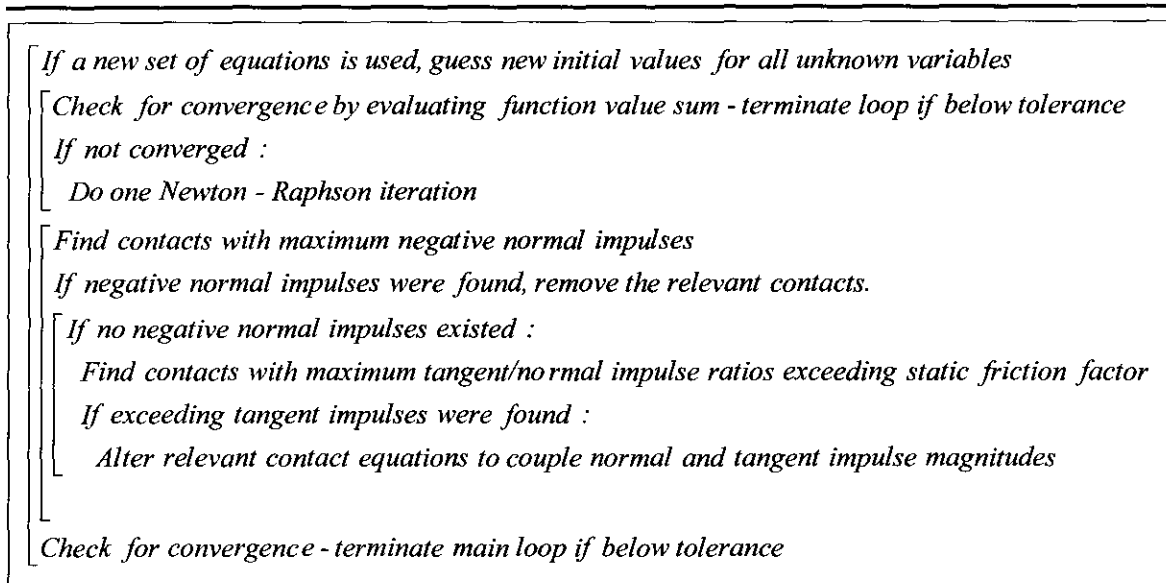 If a new set of equations is used, guess new initial values for all unknown variables
Check for convergence by evaluating function value sum - terminate loop if below tolerance
If not converged :
Do one Newton - Raphson iteration
Find contacts with maximum negative normal impulses
If negative normal impulses were found, remove the relevant contacts.
If no negative normal impulses existed :
Find contacts with maximum tangent/normal impulse ratios exceeding static friction factor
If exceeding tangent impulses were found :
Alter relevant contact equations to couple normal and tangent impulse magnitudes
Check for convergence - terminate main loop if below tolerance